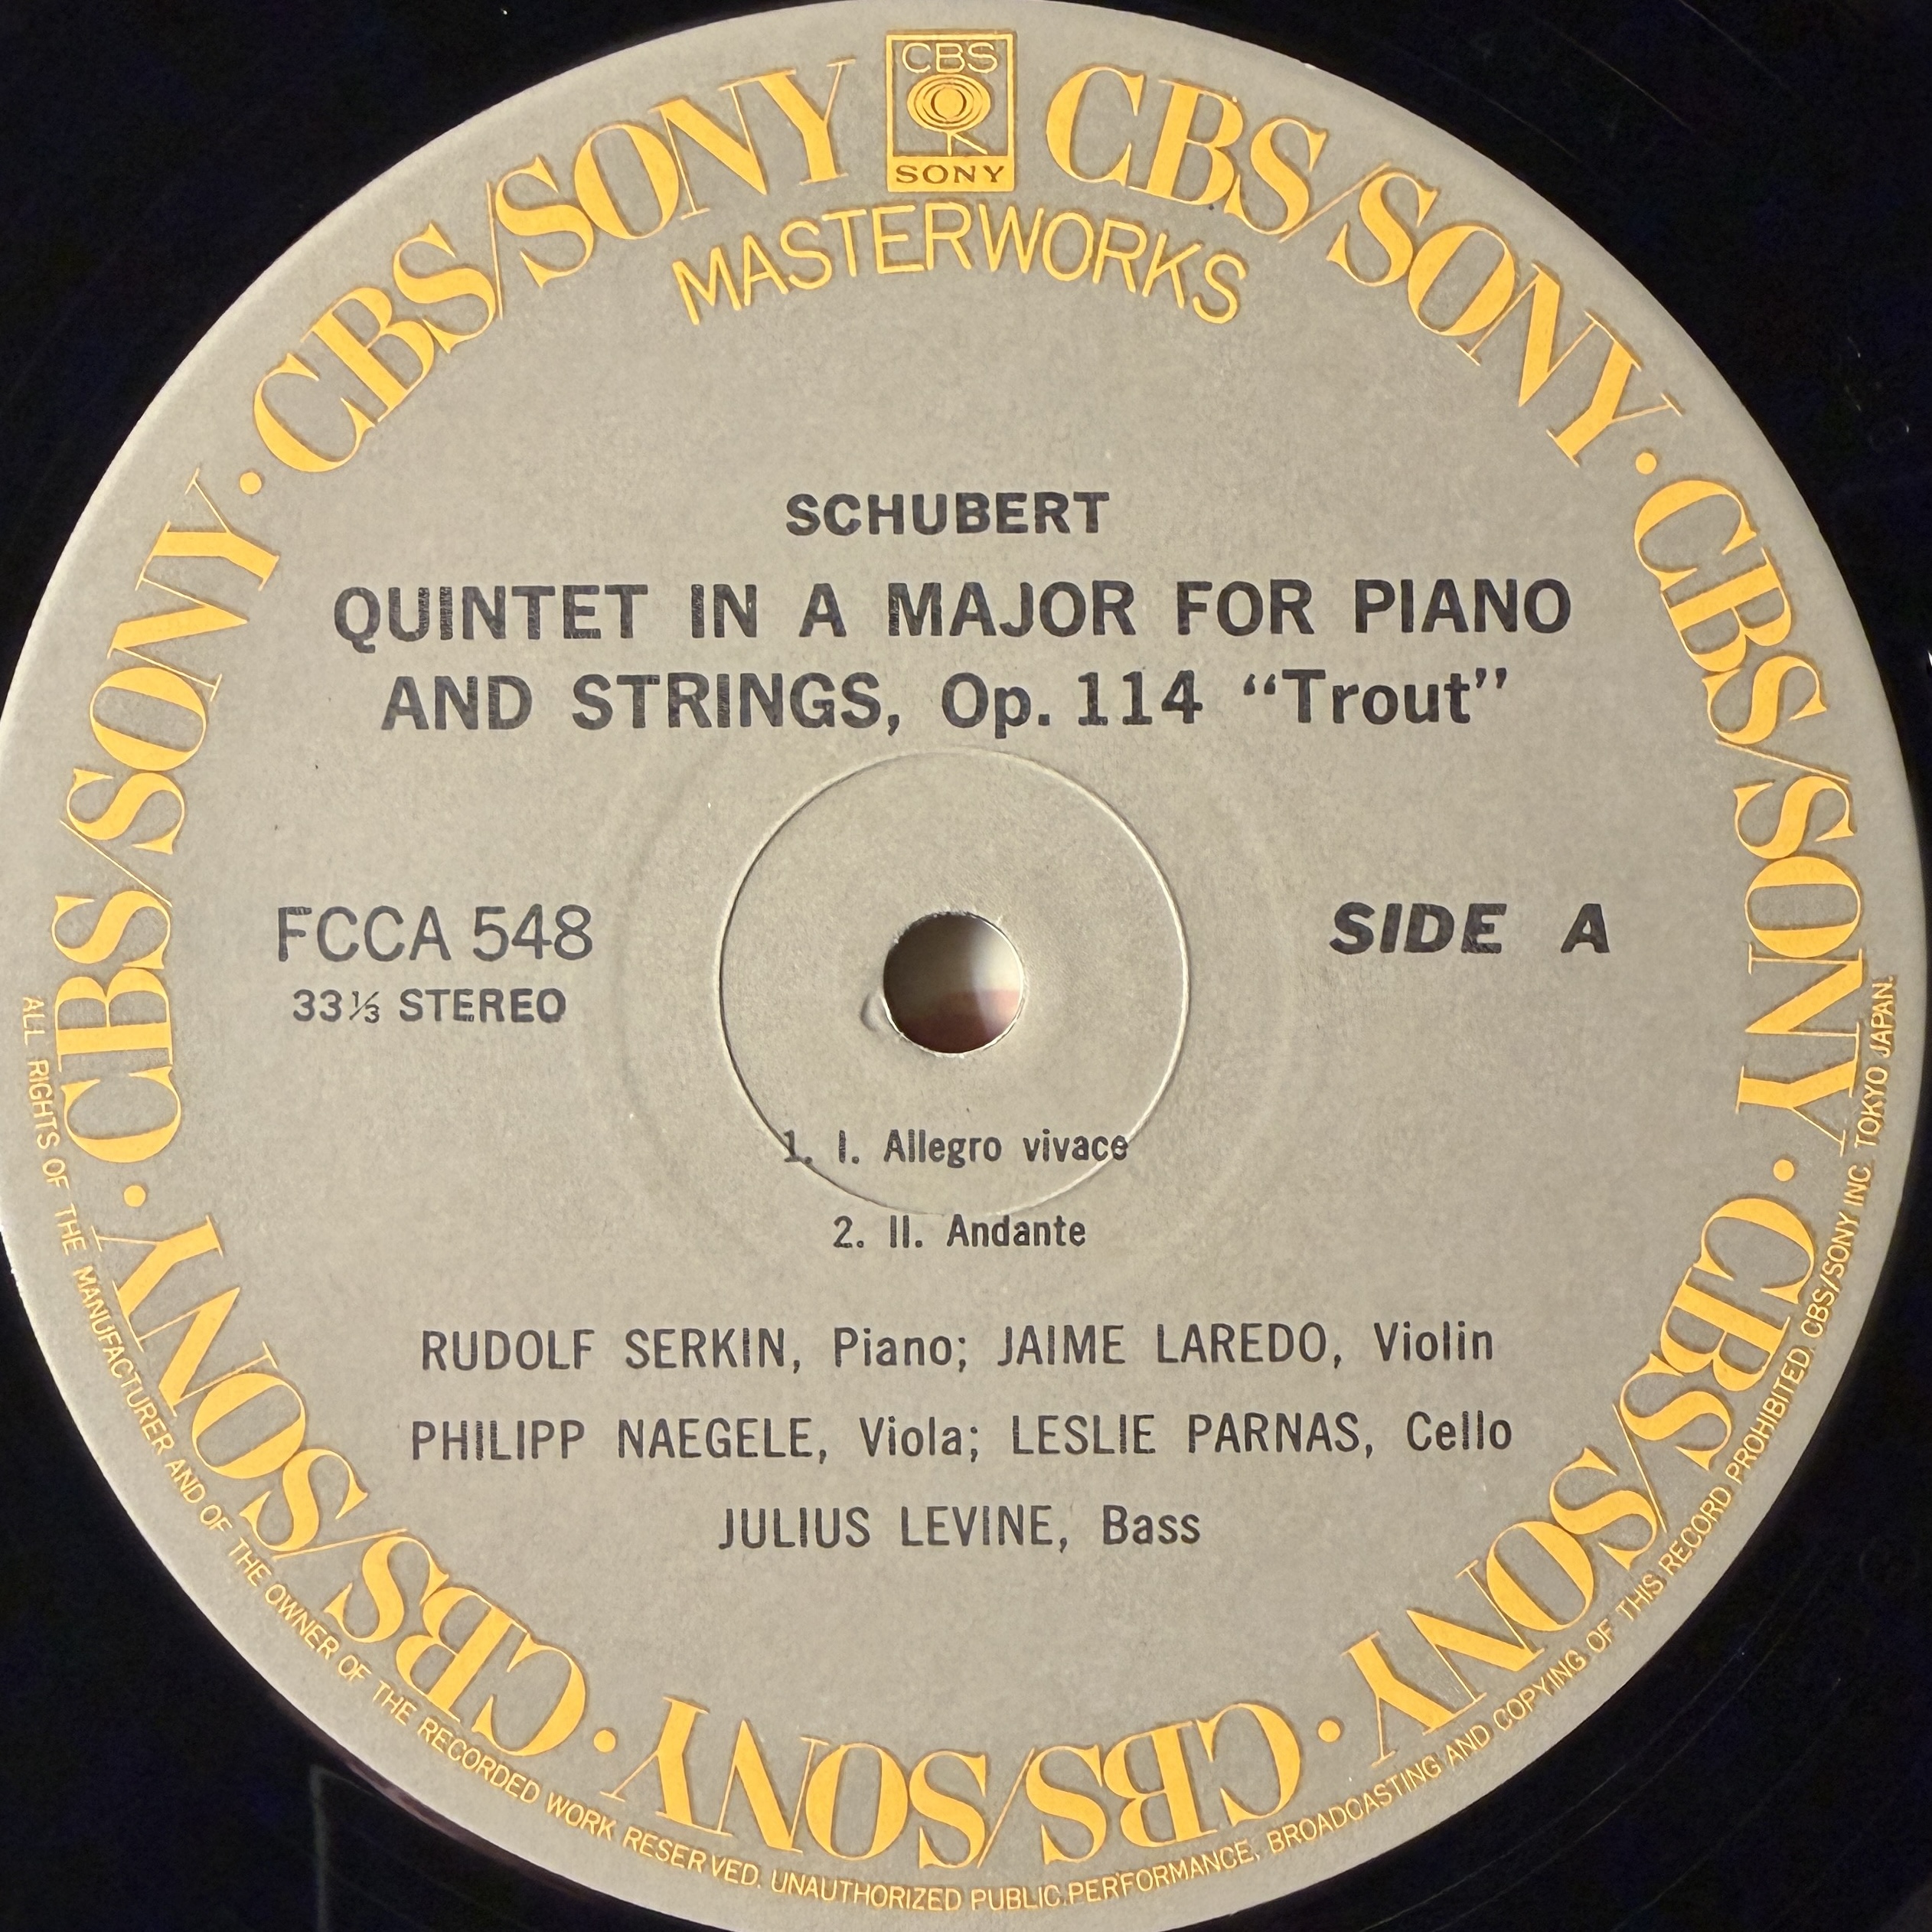 CBS
SONY
CBS/SONY · CBS/SONY · CBS/SONY · CBS/SONY · CBS/SONY · CBS/SONY · CBS/SONY
MASTERWORKS
SCHUBERT
QUINTET IN A MAJOR FOR PIANO
AND STRINGS, Op. 114 “Trout”
FCCA 548
SIDE A
33⅓ STEREO
1. I. Allegro vivace
2. II. Andante
RUDOLF SERKIN, Piano; JAIME LAREDO, Violin
PHILIPP NAEGELE, Viola; LESLIE PARNAS, Cello
JULIUS LEVINE, Bass
ALL RIGHTS OF THE MANUFACTURER AND OF THE OWNER OF THE RECORDED WORK RESERVED. UNAUTHORIZED PUBLIC PERFORMANCE, BROADCASTING AND COPYING OF THIS RECORD PROHIBITED. CBS/SONY INC. TOKYO JAPAN.